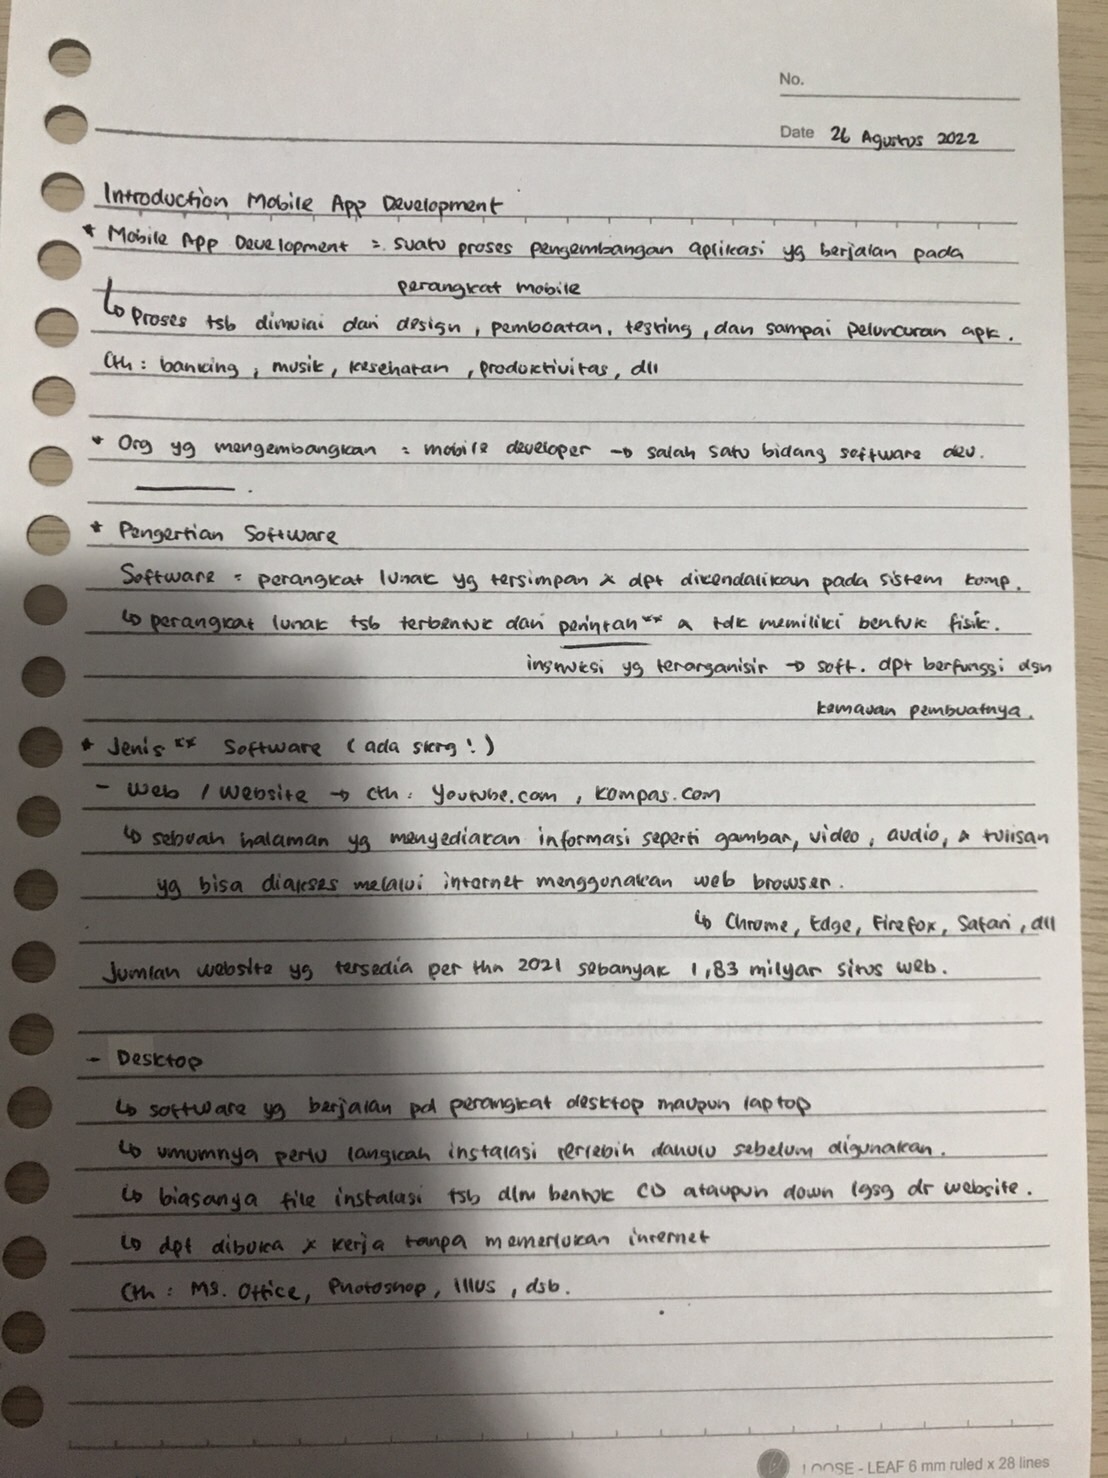 No.
Date 26 Agustus 2022
Introduction Mobile App Development
* Mobile App Development = suatu proses pengembangan aplikasi yg berjalan pada
perangkat mobile
↳ Proses tsb dimulai dari design, pembuatan, testing, dan sampai peluncuran apk.
Cth : banking, musik, kesehatan, produktivitas, dll
* Org yg mengembangkan = mobile developer → salah satu bidang software dev.
* Pengertian Software
Software = perangkat lunak yg tersimpan & dpt dikendalikan pada sistem komp.
↳ perangkat lunak tsb terbentuk dari perintah** & tdk memiliki bentuk fisik.
instruksi yg terorganisir → soft. dpt berfungsi dgn
kemauan pembuatnya.
* Jenis** Software (ada skrg!)
- Web / Website → cth : Youtube.com, Kompas.com
↳ sebuah halaman yg menyediakan informasi seperti gambar, video, audio, & tulisan
yg bisa diakses melalui internet menggunakan web browser.
↳ Chrome, Edge, Firefox, Safari, dll
Jumlah website yg tersedia per thn 2021 sebanyak 1,83 milyar situs web.
- Desktop
↳ software yg berjalan pd perangkat desktop maupun laptop
↳ umumnya perlu langkah instalasi terlebih dahulu sebelum digunakan.
↳ biasanya file instalasi tsb dlm bentuk CD ataupun down lgsg dr website.
↳ dpt dibuka & kerja tanpa memerlukan internet
Cth : Ms. Office, Photoshop, Illus, dsb.
LOOSE - LEAF 6 mm ruled x 28 lines